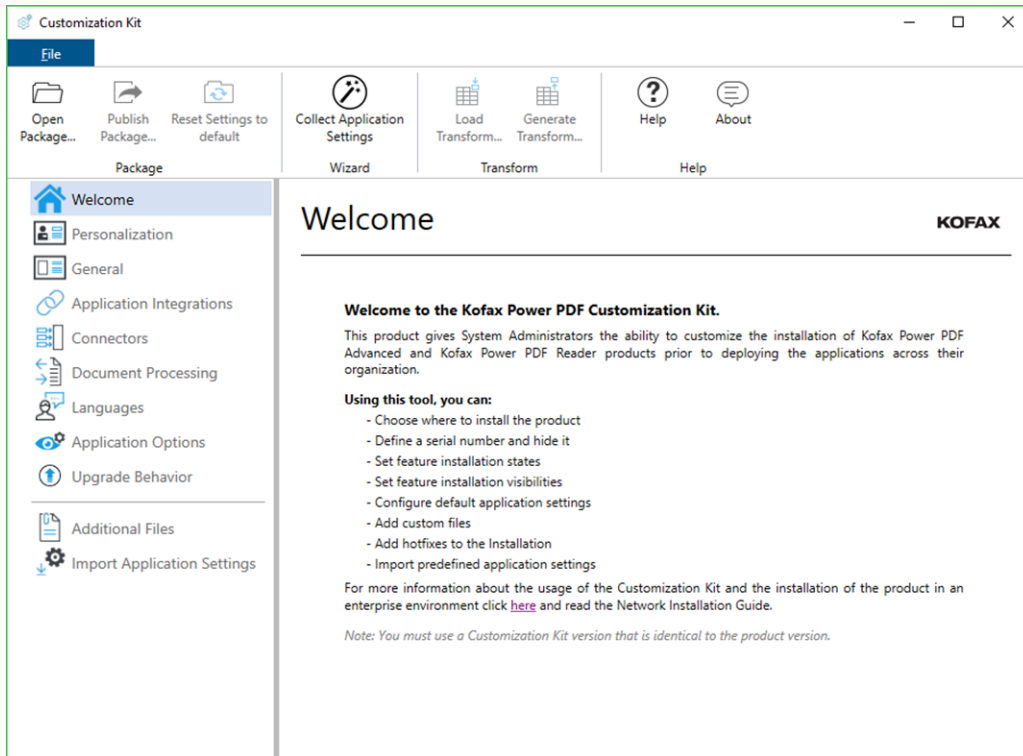 Customization Kit
File
Open Package...
Publish Package...
Reset Settings to default
Package
Collect Application Settings
Wizard
Load Transform...
Generate Transform...
Transform
Help
About
Help
Welcome
Personalization
General
Application Integrations
Connectors
Document Processing
Languages
Application Options
Upgrade Behavior
Additional Files
Import Application Settings
Welcome
KOFAX
Welcome to the Kofax Power PDF Customization Kit.
This product gives System Administrators the ability to customize the installation of Kofax Power PDF
Advanced and Kofax Power PDF Reader products prior to deploying the applications across their
organization.
Using this tool, you can:
- Choose where to install the product
- Define a serial number and hide it
- Set feature installation states
- Set feature installation visibilities
- Configure default application settings
- Add custom files
- Add hotfixes to the Installation
- Import predefined application settings
For more information about the usage of the Customization Kit and the installation of the product in an
enterprise environment click here and read the Network Installation Guide.
Note: You must use a Customization Kit version that is identical to the product version.